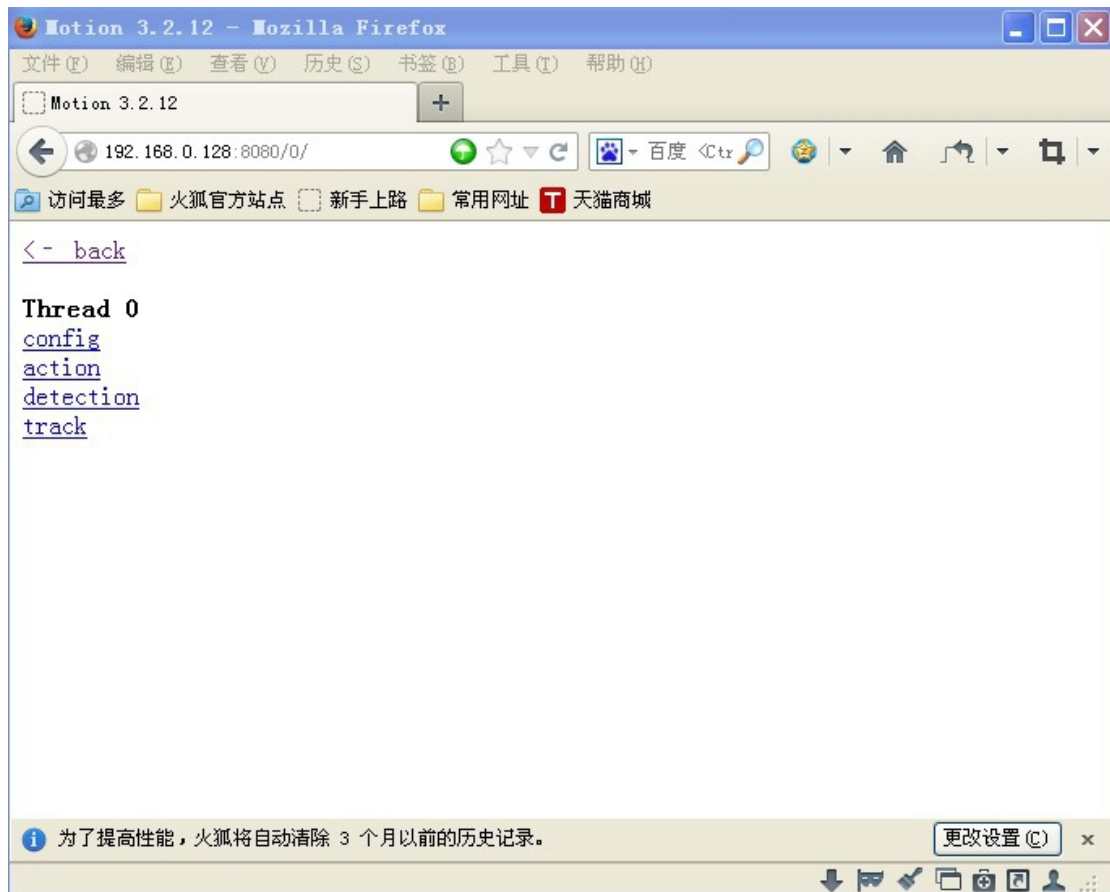 Motion 3.2.12 - Mozilla Firefox
文件(F) 编辑(E) 查看(V) 历史(S) 书签(B) 工具(T) 帮助(H)
Motion 3.2.12 +
192.168.0.128:8080/0/ 百度 <Ctr
访问最多 火狐官方站点 新手上路 常用网址 T 天猫商城
<- back
Thread 0
config
action
detection
track
为了提高性能，火狐将自动清除 3 个月以前的历史记录。 更改设置(C) ×